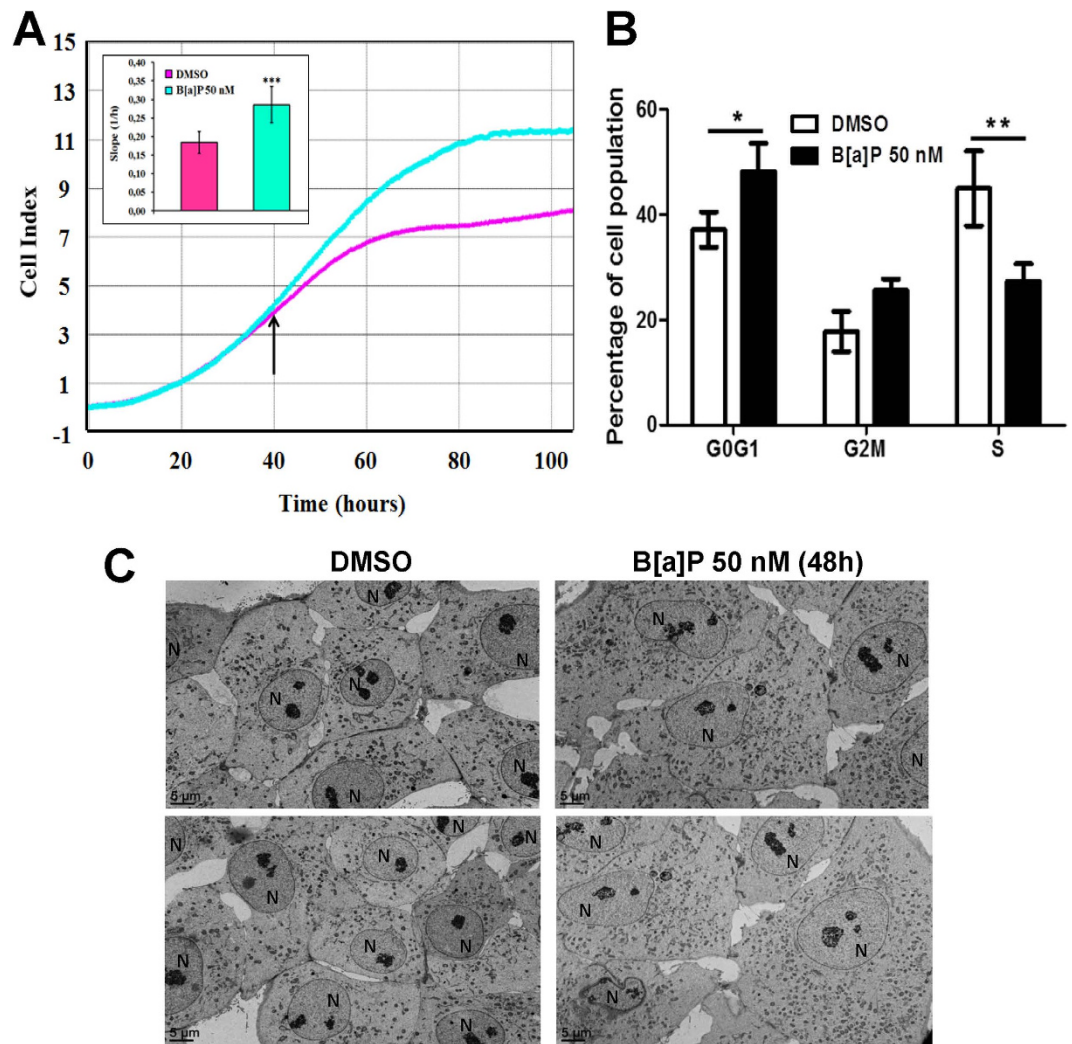 A
15
13
11
9
7
5
3
1
-1
Cell Index
0 20 40 60 80 100
Time (hours)
0,40
0,35
0,30
0,25
0,20
0,15
0,10
0,05
0,00
Slope (1/h)
DMSO
B[a]P 50 nM
***
B
60
40
20
0
Percentage of cell population
DMSO
B[a]P 50 nM
*
**
G0G1 G2M S
C
DMSO B[a]P 50 nM (48h)
N
N
N
N
N
N
N
5 µm
N
N
N
N
5 µm
N
N
N
N
N
N
N
N
N
5 µm
N
N
N
N
N
5 µm